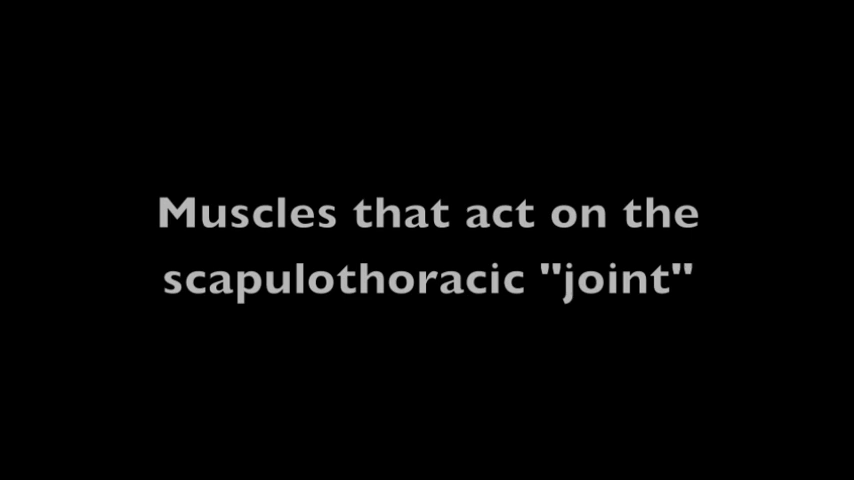 Muscles that act on the
scapulothoracic "joint"